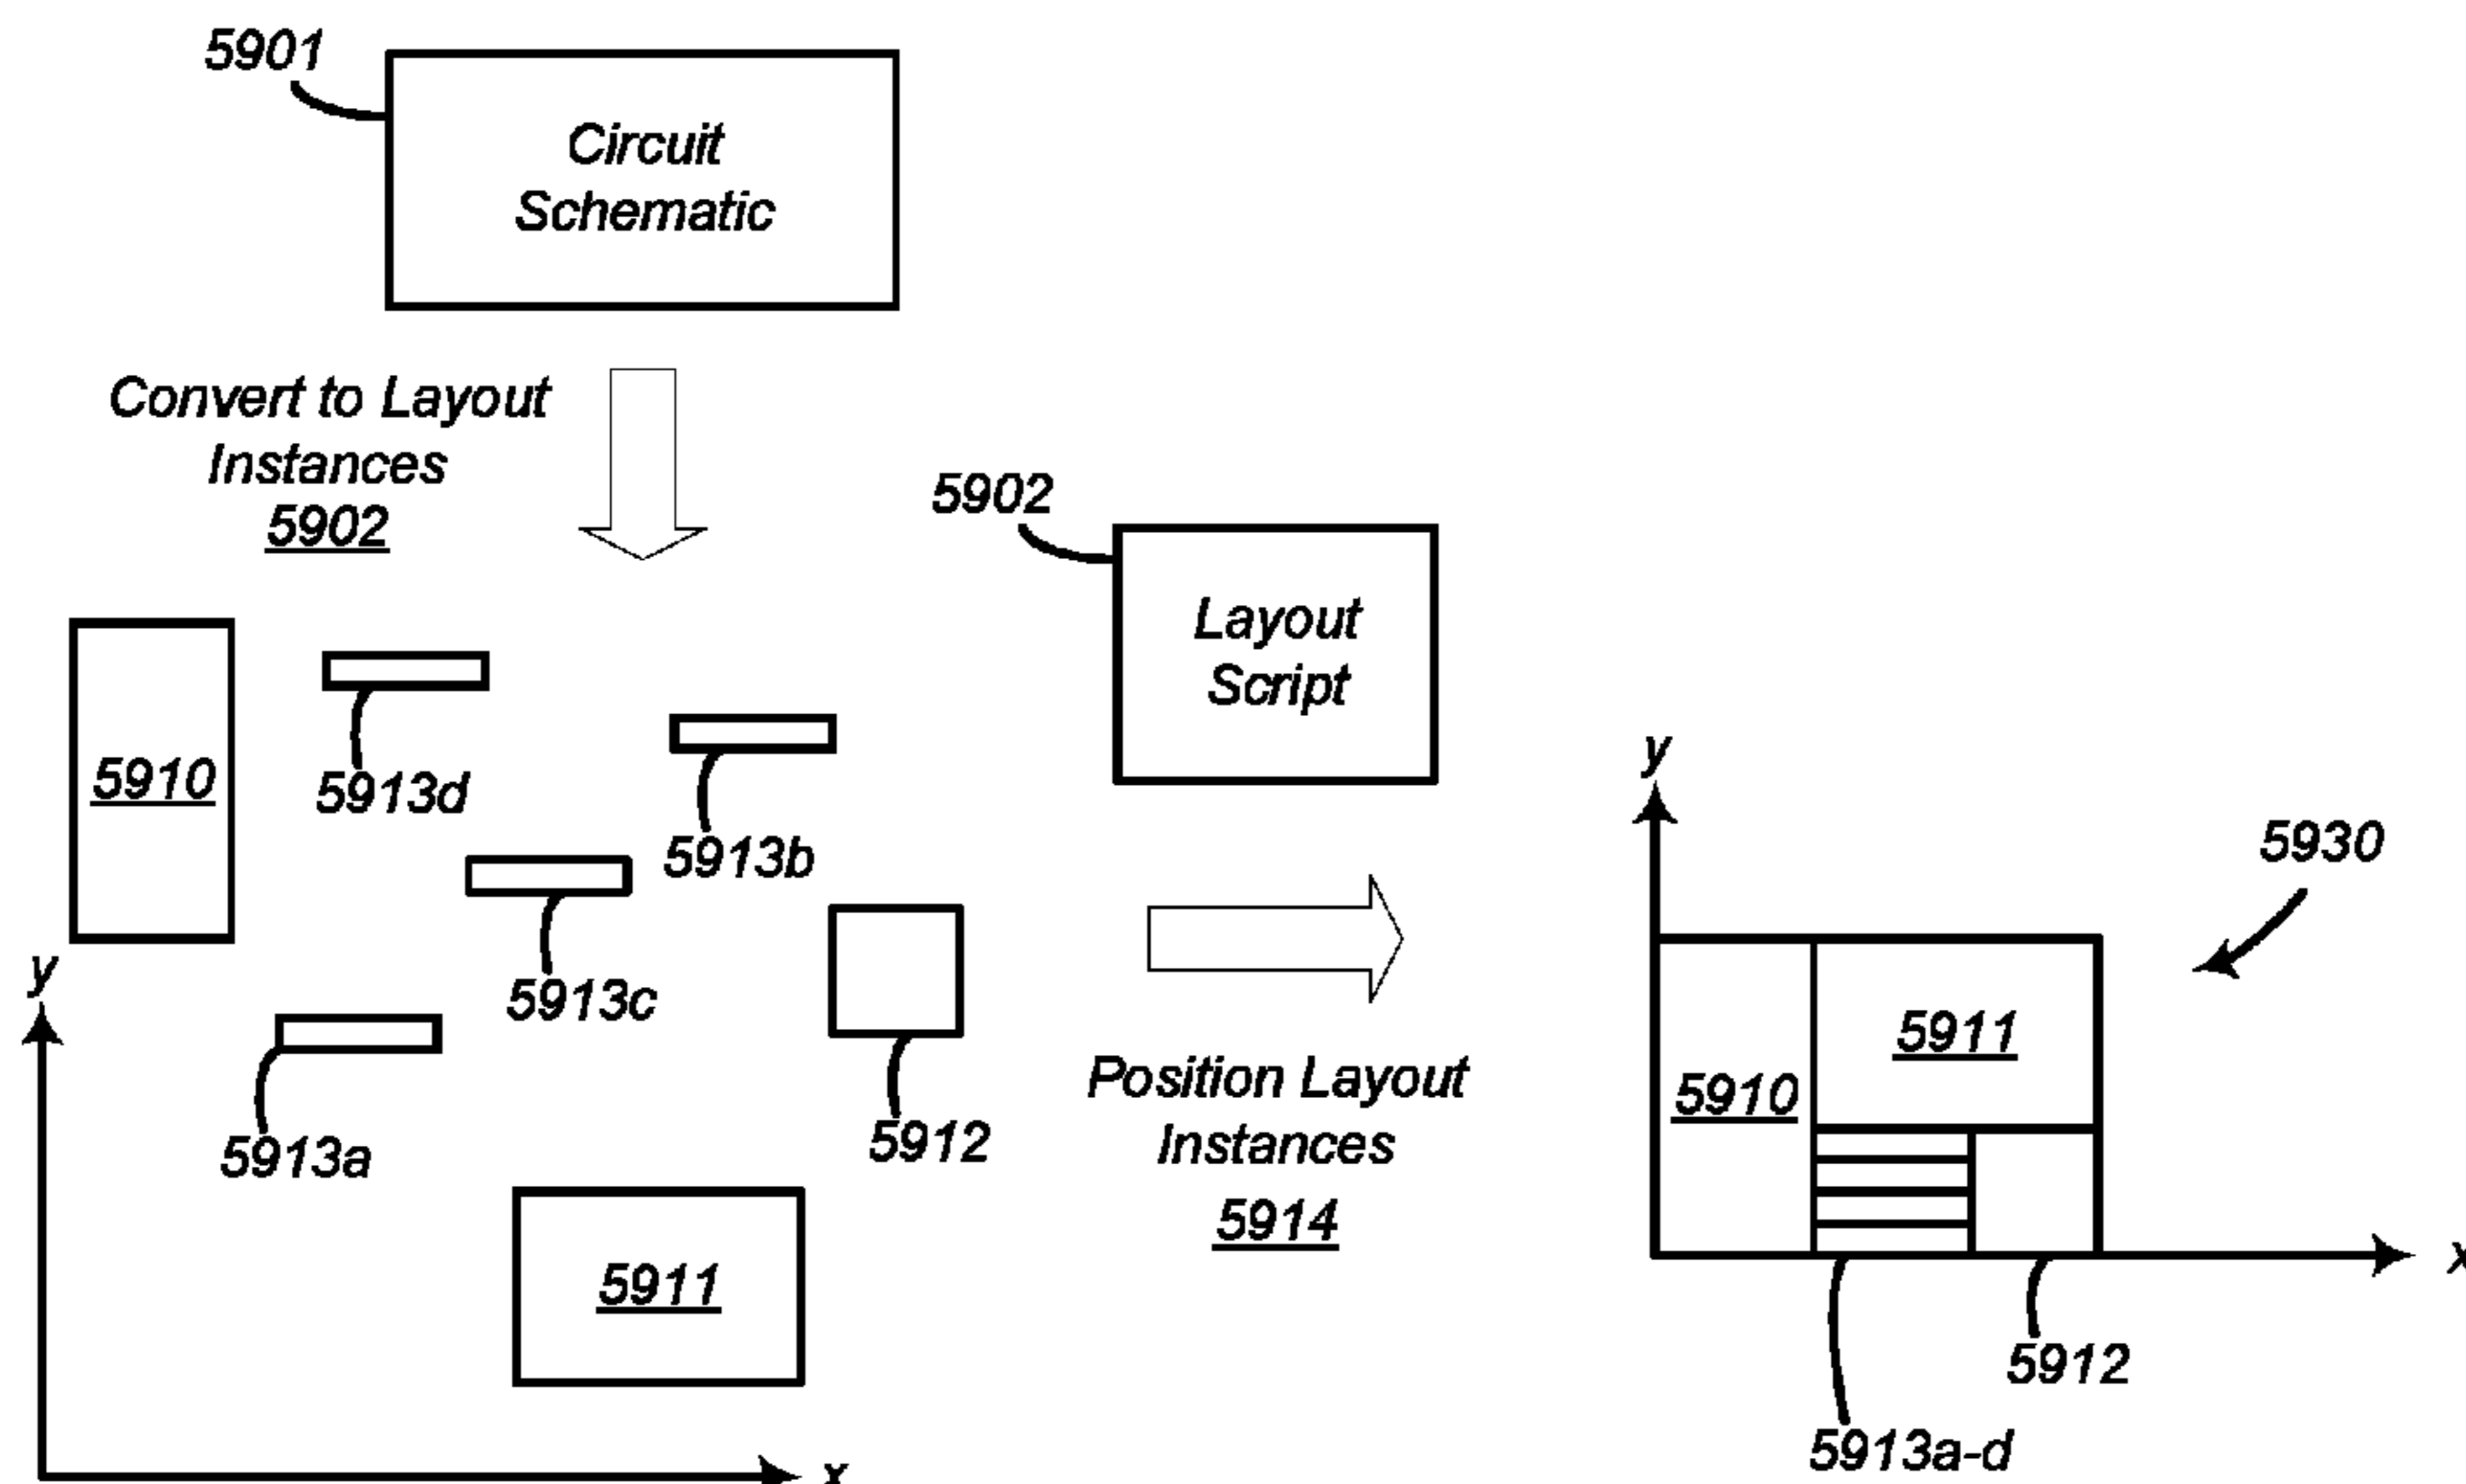 5901
Circuit
Schematic
Convert to Layout
Instances
5902
5902
Layout
Script
5910
5913d
5913b
5913c
5913a
5912
5911
y
x
Position Layout
Instances
5914
y
5930
5911
5910
x
5912
5913a-d